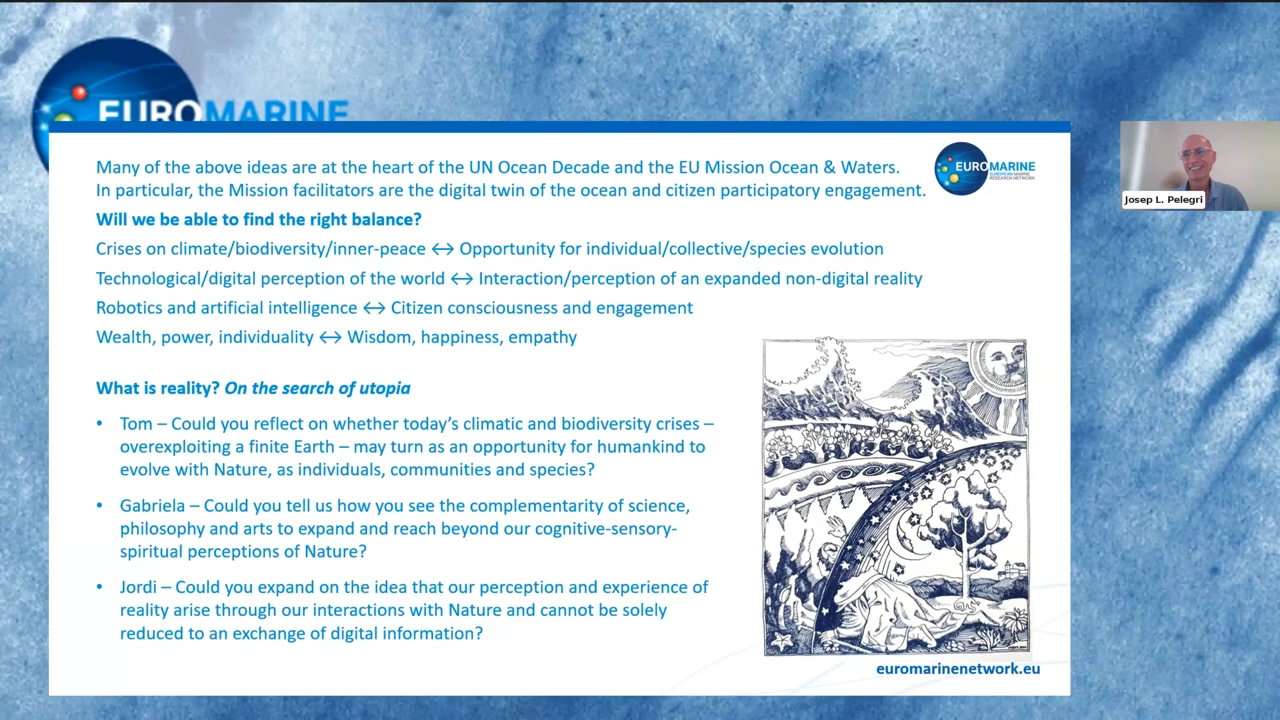 EUROMARINE
Many of the above ideas are at the heart of the UN Ocean Decade and the EU Mission Ocean & Waters.
In particular, the Mission facilitators are the digital twin of the ocean and citizen participatory engagement.
EUROMARINE
EUROPEAN MARINE
RESEARCH NETWORK
Josep L. Pelegrí
Will we be able to find the right balance?
Crises on climate/biodiversity/inner-peace ↔ Opportunity for individual/collective/species evolution
Technological/digital perception of the world ↔ Interaction/perception of an expanded non-digital reality
Robotics and artificial intelligence ↔ Citizen consciousness and engagement
Wealth, power, individuality ↔ Wisdom, happiness, empathy
What is reality? On the search of utopia
• Tom – Could you reflect on whether today's climatic and biodiversity crises –
overexploiting a finite Earth – may turn as an opportunity for humankind to
evolve with Nature, as individuals, communities and species?
• Gabriela – Could you tell us how you see the complementarity of science,
philosophy and arts to expand and reach beyond our cognitive-sensory-
spiritual perceptions of Nature?
• Jordi – Could you expand on the idea that our perception and experience of
reality arise through our interactions with Nature and cannot be solely
reduced to an exchange of digital information?
euromarinenetwork.eu